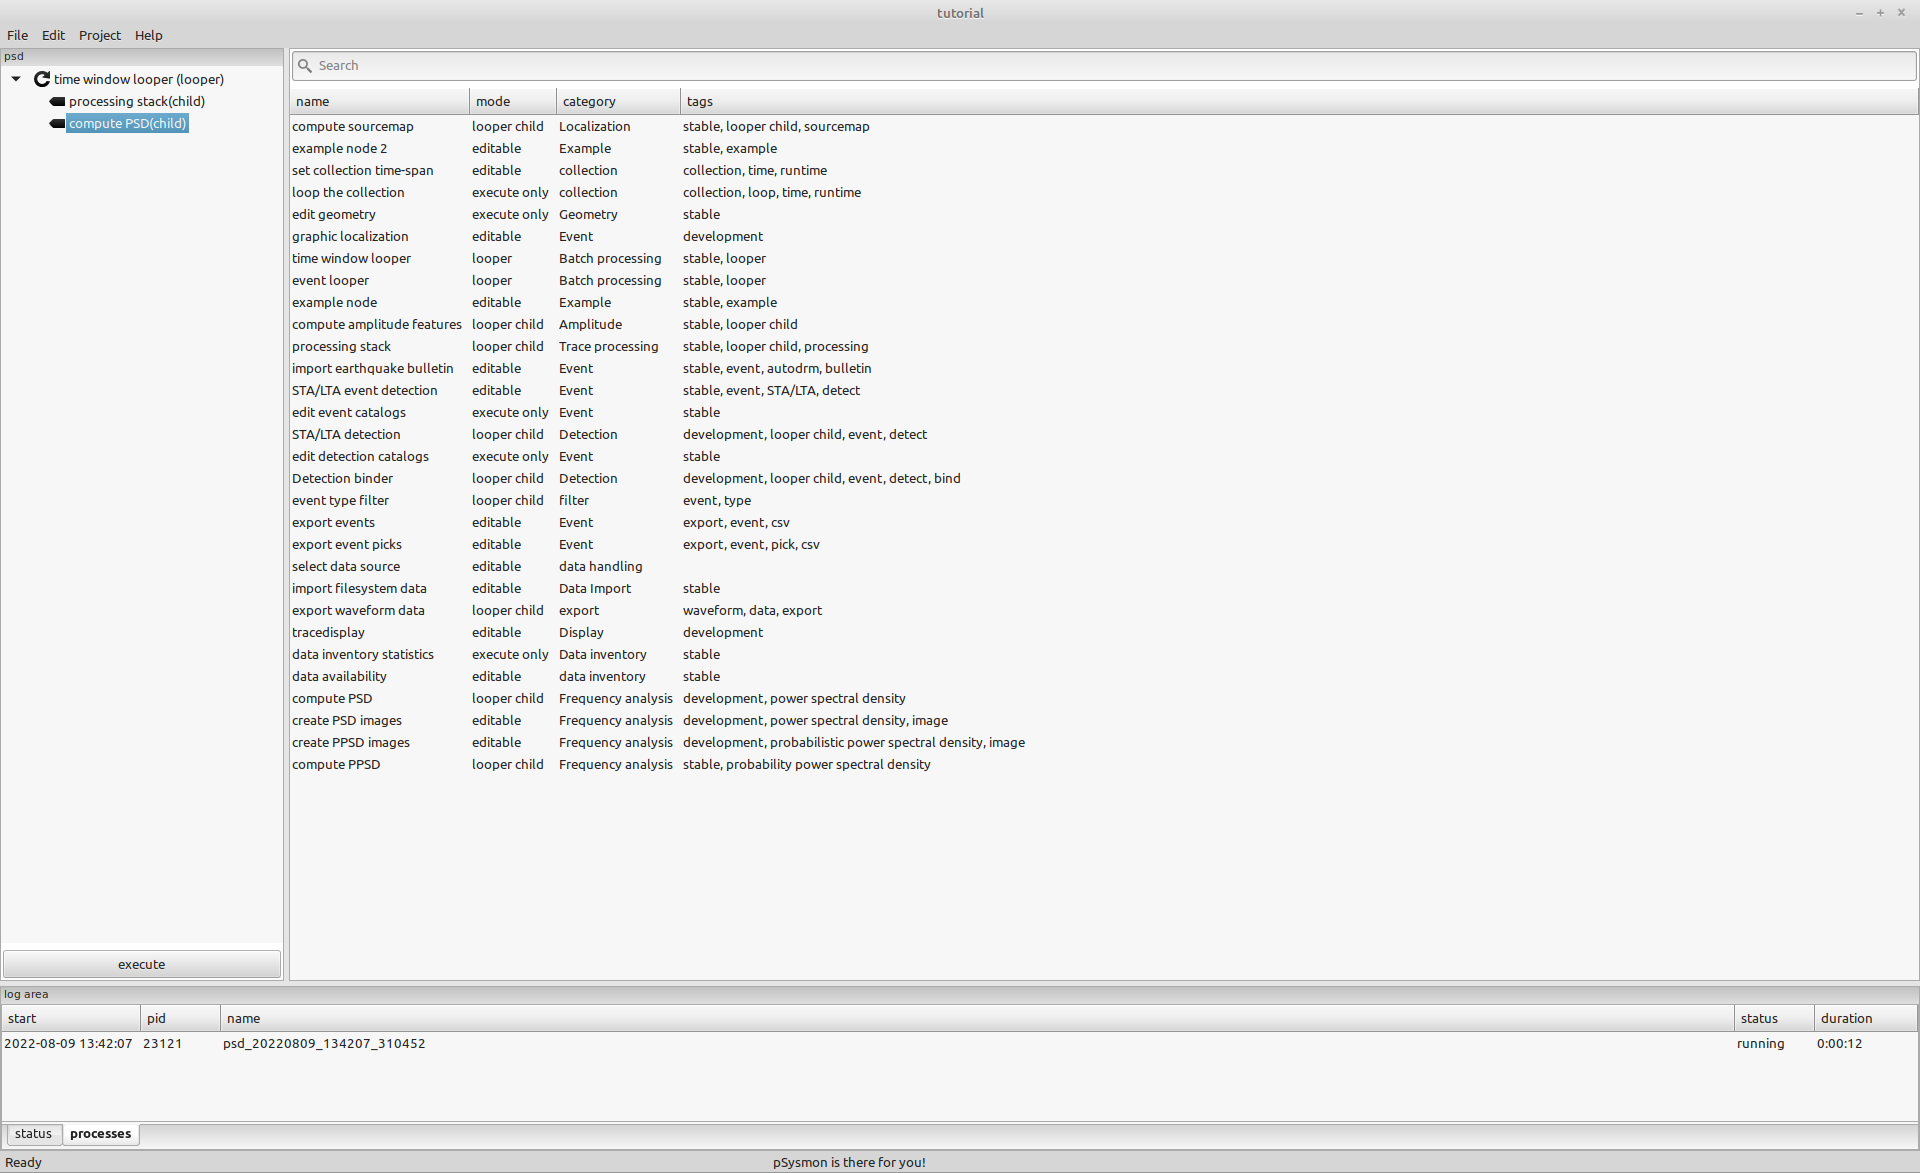 tutorial
File Edit Project Help
psd
time window looper (looper)
processing stack(child)
compute PSD(child)
execute
Search
name mode category tags
compute sourcemap looper child Localization stable, looper child, sourcemap
example node 2 editable Example stable, example
set collection time-span editable collection collection, time, runtime
loop the collection execute only collection collection, loop, time, runtime
edit geometry execute only Geometry stable
graphic localization editable Event development
time window looper looper Batch processing stable, looper
event looper looper Batch processing stable, looper
example node editable Example stable, example
compute amplitude features looper child Amplitude stable, looper child
processing stack looper child Trace processing stable, looper child, processing
import earthquake bulletin editable Event stable, event, autodrm, bulletin
STA/LTA event detection editable Event stable, event, STA/LTA, detect
edit event catalogs execute only Event stable
STA/LTA detection looper child Detection development, looper child, event, detect
edit detection catalogs execute only Event stable
Detection binder looper child Detection development, looper child, event, detect, bind
event type filter looper child filter event, type
export events editable Event export, event, csv
export event picks editable Event export, event, pick, csv
select data source editable data handling
import filesystem data editable Data Import stable
export waveform data looper child export waveform, data, export
tracedisplay editable Display development
data inventory statistics execute only Data inventory stable
data availability editable data inventory stable
compute PSD looper child Frequency analysis development, power spectral density
create PSD images editable Frequency analysis development, power spectral density, image
create PPSD images editable Frequency analysis development, probabilistic power spectral density, image
compute PPSD looper child Frequency analysis stable, probability power spectral density
log area
start pid name status duration
2022-08-09 13:42:07 23121 psd_20220809_134207_310452 running 0:00:12
status processes
Ready pSysmon is there for you!